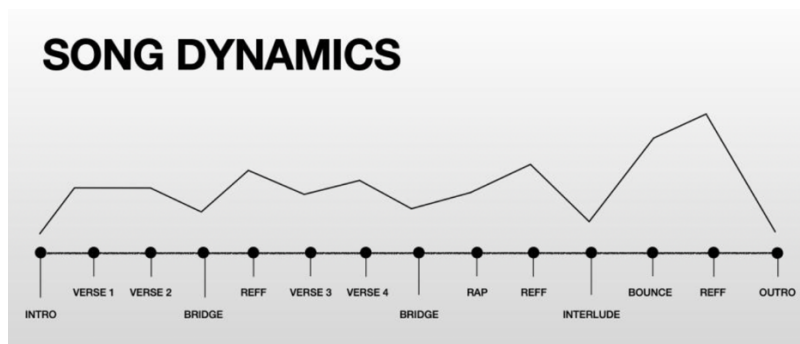 SONG DYNAMICS
VERSE 1 VERSE 2 REFF VERSE 3 VERSE 4 RAP REFF BOUNCE REFF OUTRO
INTRO BRIDGE BRIDGE INTERLUDE